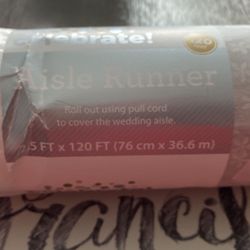 celebrate!
Aisle Runner
Roll out using pull cord
to cover the wedding aisle.
.5 FT x 120 FT (76 cm x 36.6 m)